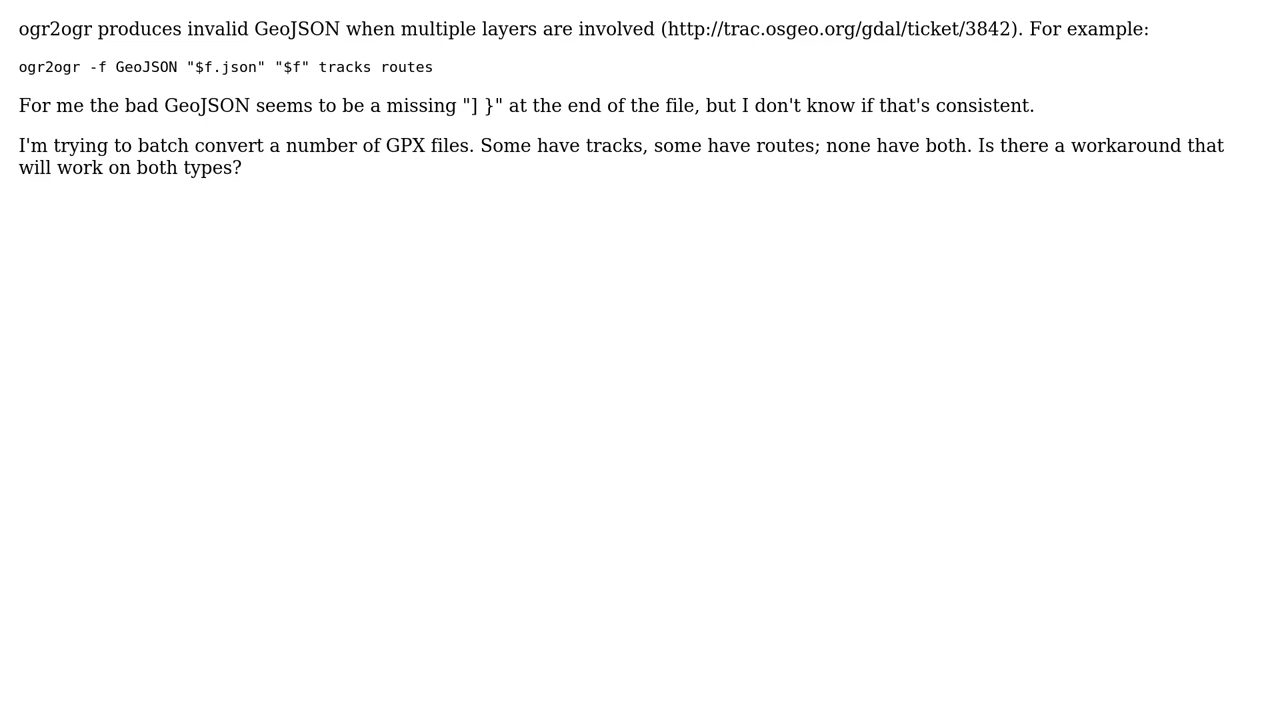 ogr2ogr produces invalid GeoJSON when multiple layers are involved (http://trac.osgeo.org/gdal/ticket/3842). For example:
ogr2ogr -f GeoJSON "$f.json" "$f" tracks routes
For me the bad GeoJSON seems to be a missing "] }" at the end of the file, but I don't know if that's consistent.
I'm trying to batch convert a number of GPX files. Some have tracks, some have routes; none have both. Is there a workaround that
will work on both types?